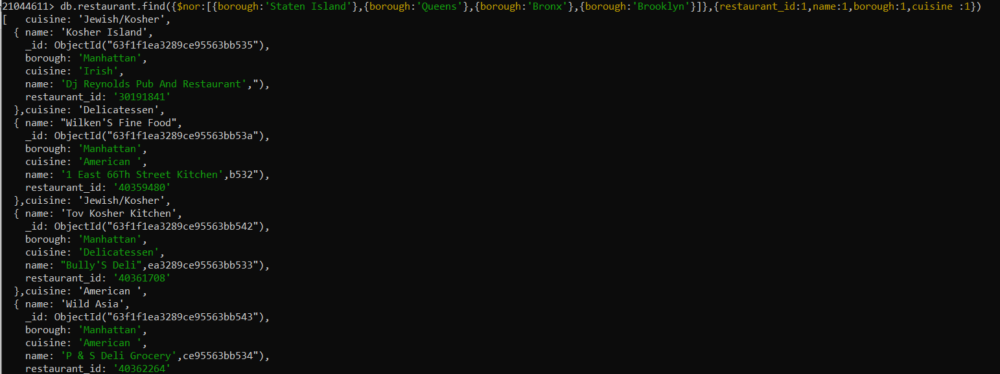 21044611> db.restaurant.find({$nor:[{borough:'Staten Island'},{borough:'Queens'},{borough:'Bronx'},{borough:'Brooklyn'}]},{restaurant_id:1,name:1,borough:1,cuisine :1})
[   cuisine: 'Jewish/Kosher',
  { name: 'Kosher Island',
    _id: ObjectId("63f1f1ea3289ce95563bb535"),
    borough: 'Manhattan',
    cuisine: 'Irish',
    name: 'Dj Reynolds Pub And Restaurant',"),
    restaurant_id: '30191841'
  },cuisine: 'Delicatessen',
  { name: "Wilken'S Fine Food",
    _id: ObjectId("63f1f1ea3289ce95563bb53a"),
    borough: 'Manhattan',
    cuisine: 'American ',
    name: '1 East 66Th Street Kitchen',b532"),
    restaurant_id: '40359480'
  },cuisine: 'Jewish/Kosher',
  { name: 'Tov Kosher Kitchen',
    _id: ObjectId("63f1f1ea3289ce95563bb542"),
    borough: 'Manhattan',
    cuisine: 'Delicatessen',
    name: "Bully'S Deli",ea3289ce95563bb533"),
    restaurant_id: '40361708'
  },cuisine: 'American ',
  { name: 'Wild Asia',
    _id: ObjectId("63f1f1ea3289ce95563bb543"),
    borough: 'Manhattan',
    cuisine: 'American ',
    name: 'P & S Deli Grocery',ce95563bb534"),
    restaurant_id: '40362264'